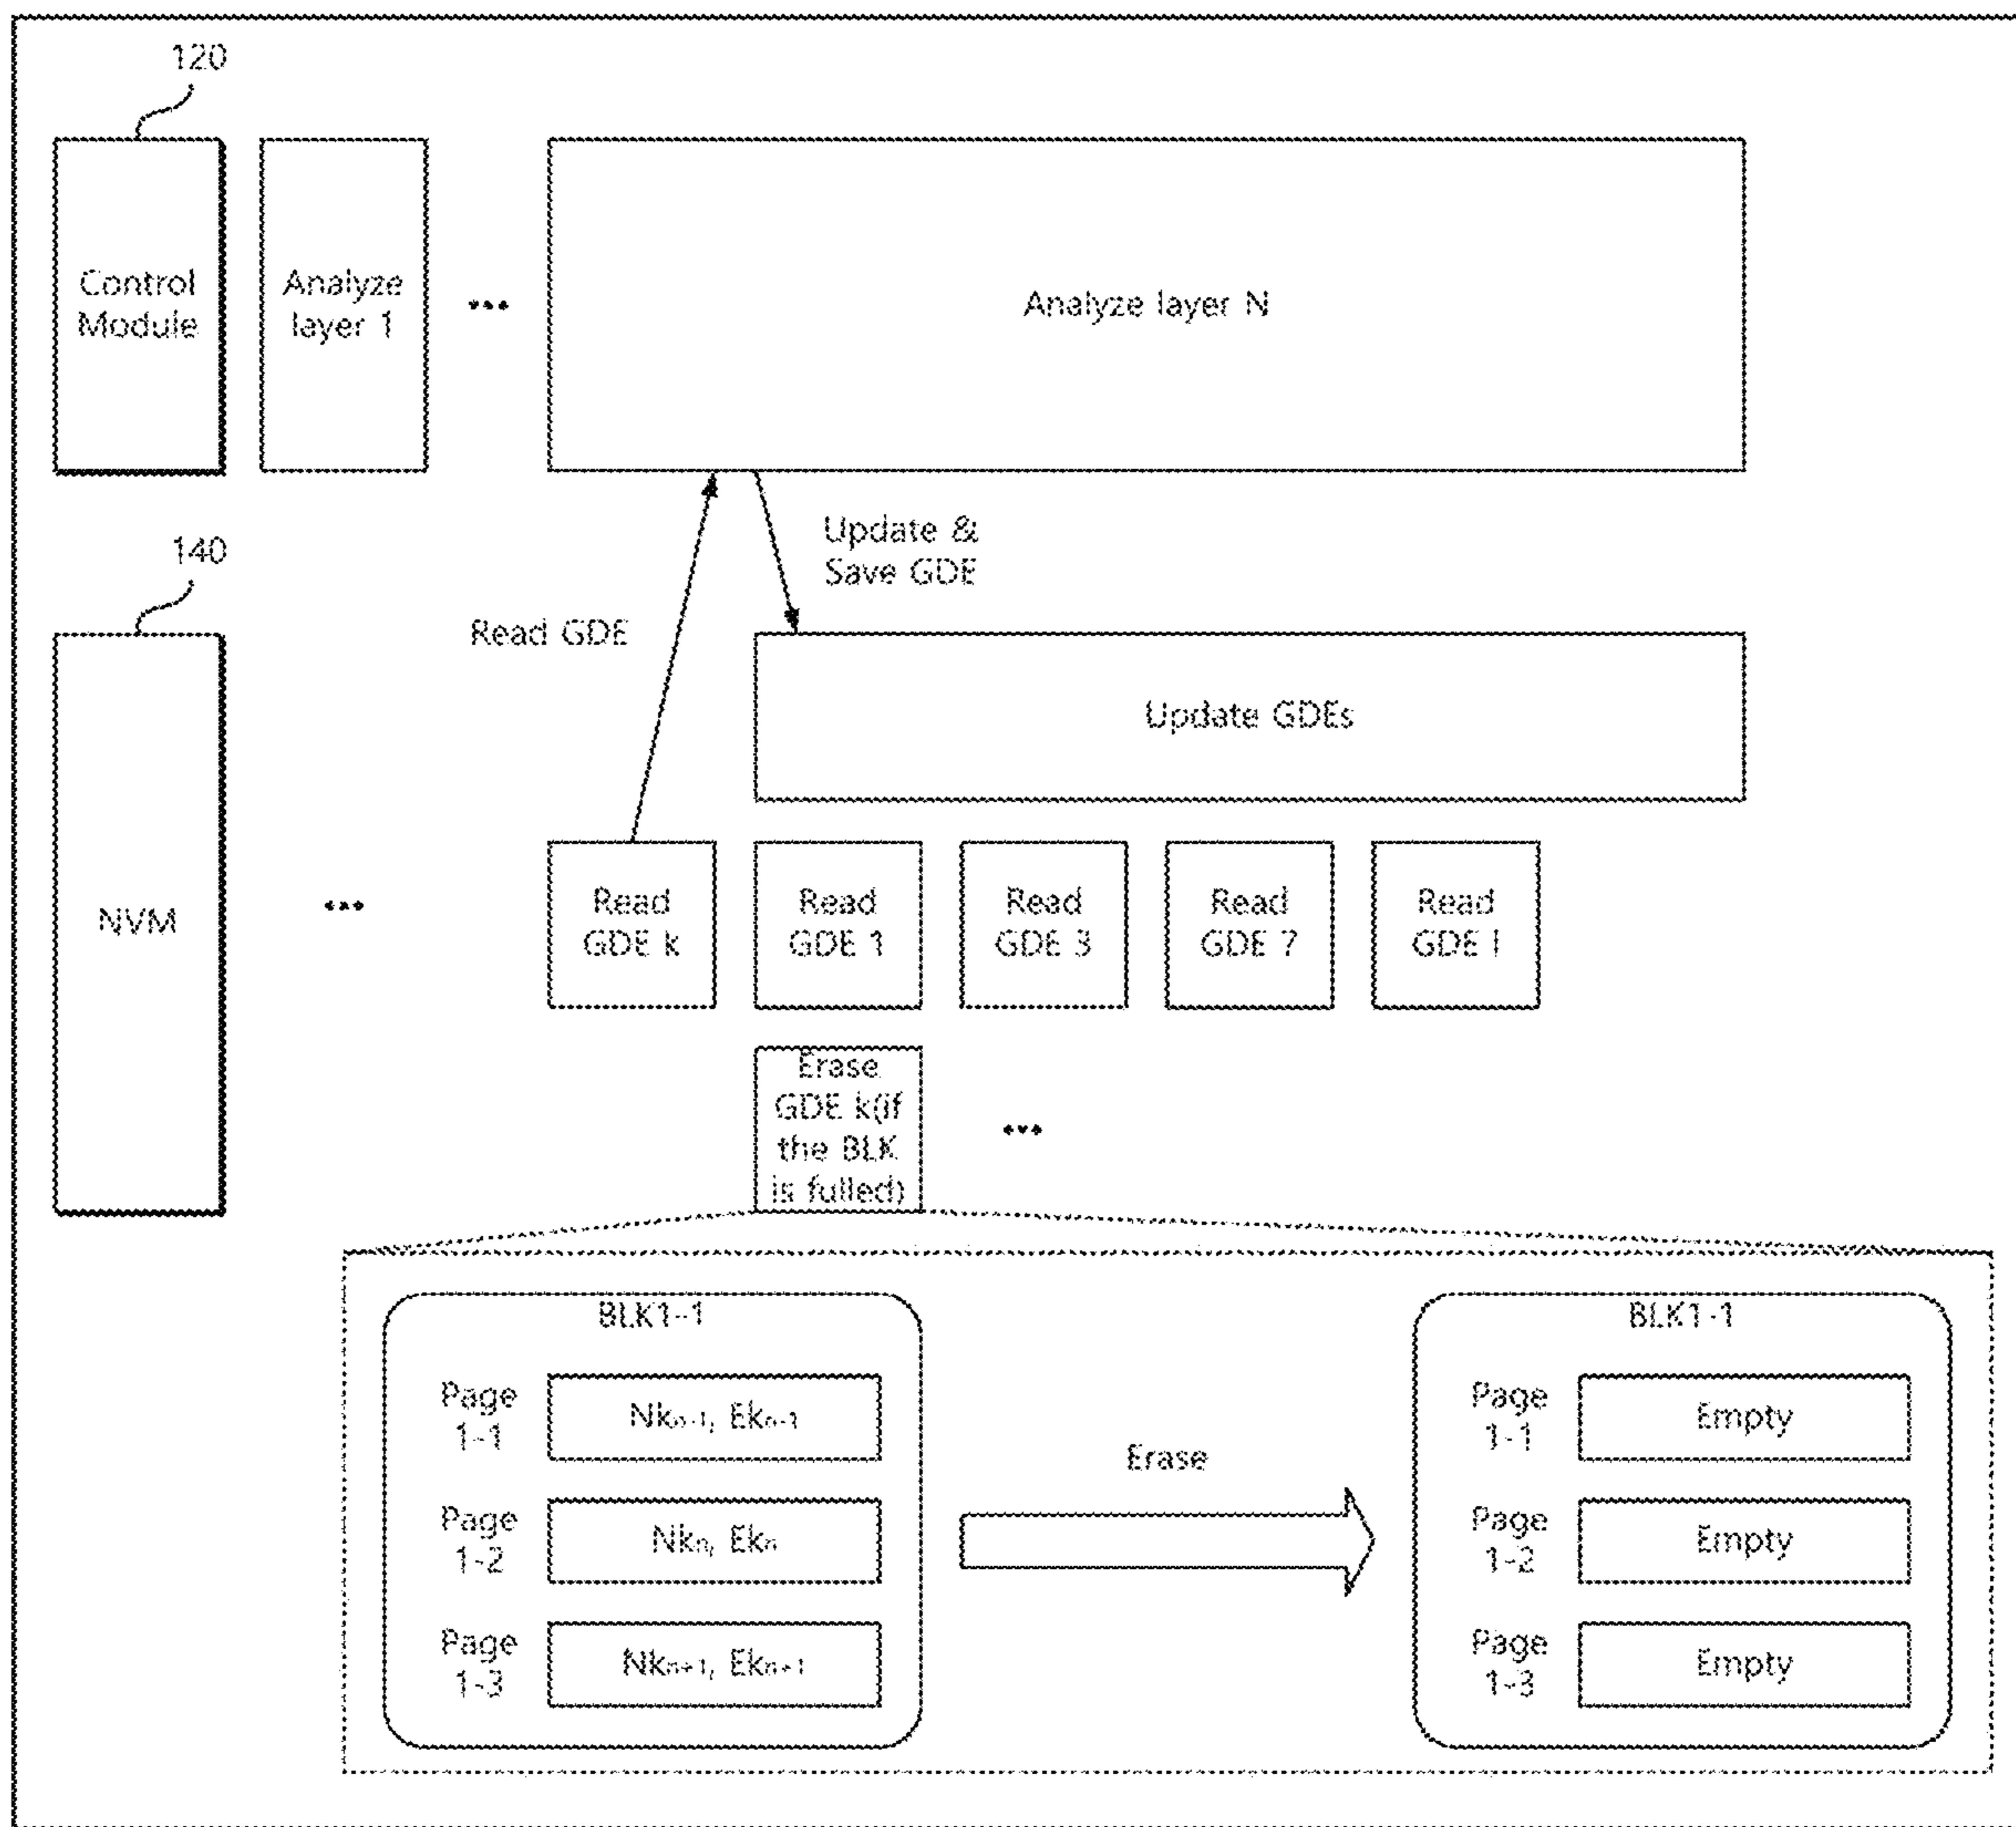 120
Control
Module
Analyze
layer 1
...
Analyze layer N
Update &
Save GDE
140
Read GDE
NVM
Update GDEs
...
Read
GDE k
Read
GDE 1
Read
GDE 3
Read
GDE 7
Read
GDE l
Erase
GDE k(if
the BLK
is fulled)
...
BLK1-1
Page
1-1
Nkn-1, Ekn-1
Page
1-2
Nkn, Ekn
Page
1-3
Nkn+1, Ekn+1
Erase
BLK1-1
Page
1-1
Empty
Page
1-2
Empty
Page
1-3
Empty